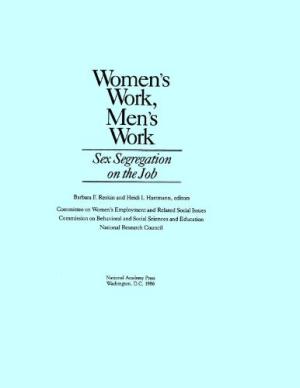 Women's
Work,
Men's
Work
Sex Segregation
on the Job
Barbara F. Reskin and Heidi I. Hartmann, editors
Committee on Women's Employment and Related Social Issues
Commission on Behavioral and Social Sciences and Education
National Research Council
National Academy Press
Washington, D.C. 1986